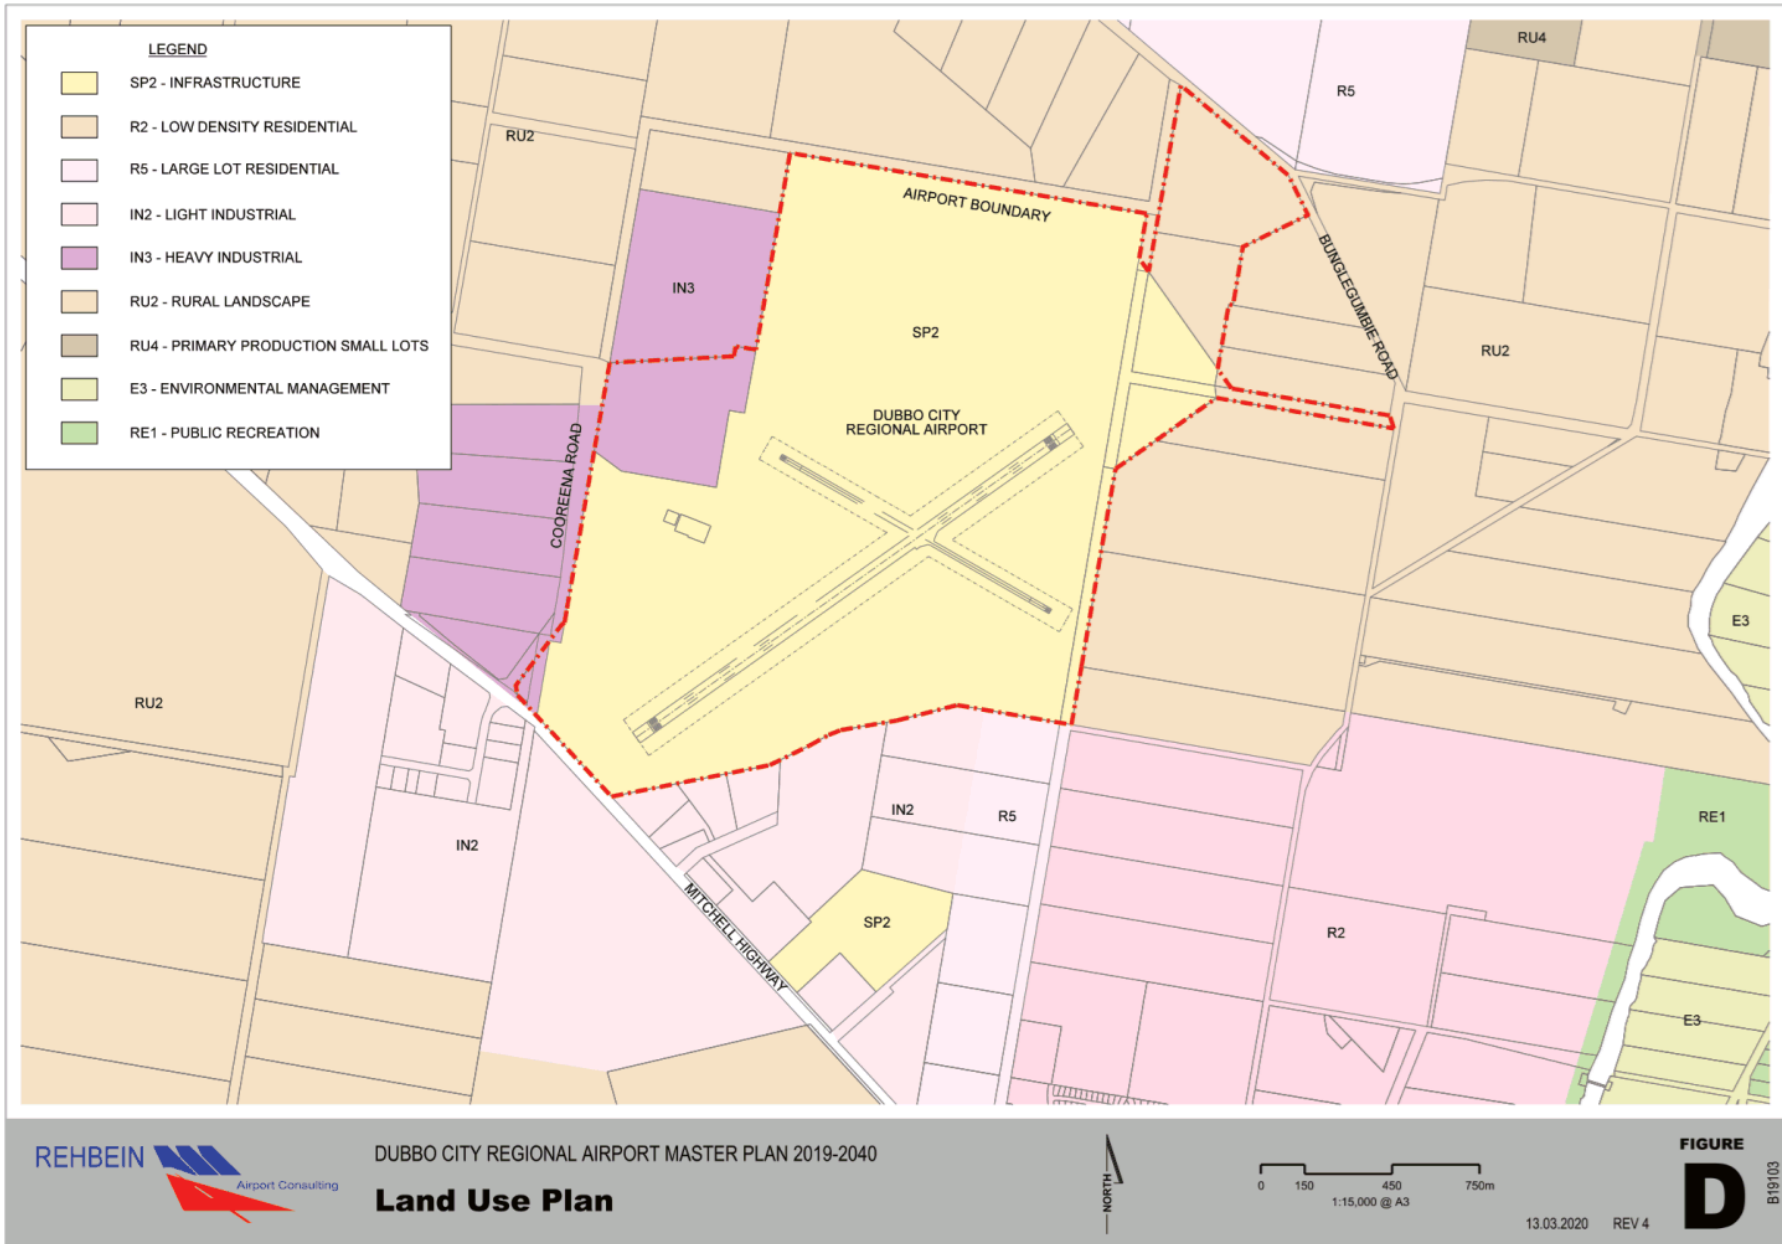 LEGEND
SP2 - INFRASTRUCTURE
R2 - LOW DENSITY RESIDENTIAL
R5 - LARGE LOT RESIDENTIAL
IN2 - LIGHT INDUSTRIAL
IN3 - HEAVY INDUSTRIAL
RU2 - RURAL LANDSCAPE
RU4 - PRIMARY PRODUCTION SMALL LOTS
E3 - ENVIRONMENTAL MANAGEMENT
RE1 - PUBLIC RECREATION
RU4
R5
RU2
AIRPORT BOUNDARY
BUNGLEGUMBIE ROAD
IN3
SP2
RU2
DUBBO CITY
REGIONAL AIRPORT
COOREENA ROAD
E3
RU2
IN2
R5
RE1
IN2
MITCHELL HIGHWAY
SP2
R2
E3
REHBEIN
Airport Consulting
DUBBO CITY REGIONAL AIRPORT MASTER PLAN 2019-2040
Land Use Plan
NORTH
0 150 450 750m
1:15,000 @ A3
13.03.2020 REV 4
FIGURE
D
B19103